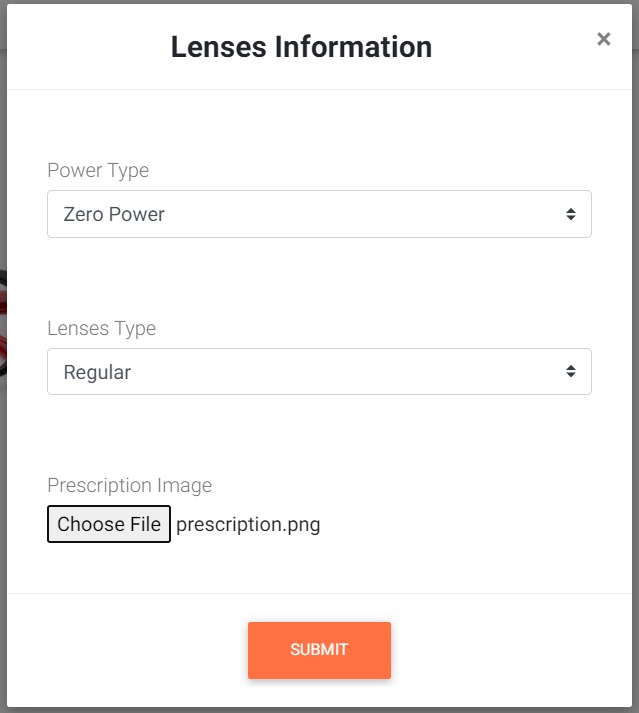 Lenses Information ×
Power Type
Zero Power
Lenses Type
Regular
Prescription Image
Choose File prescription.png
SUBMIT